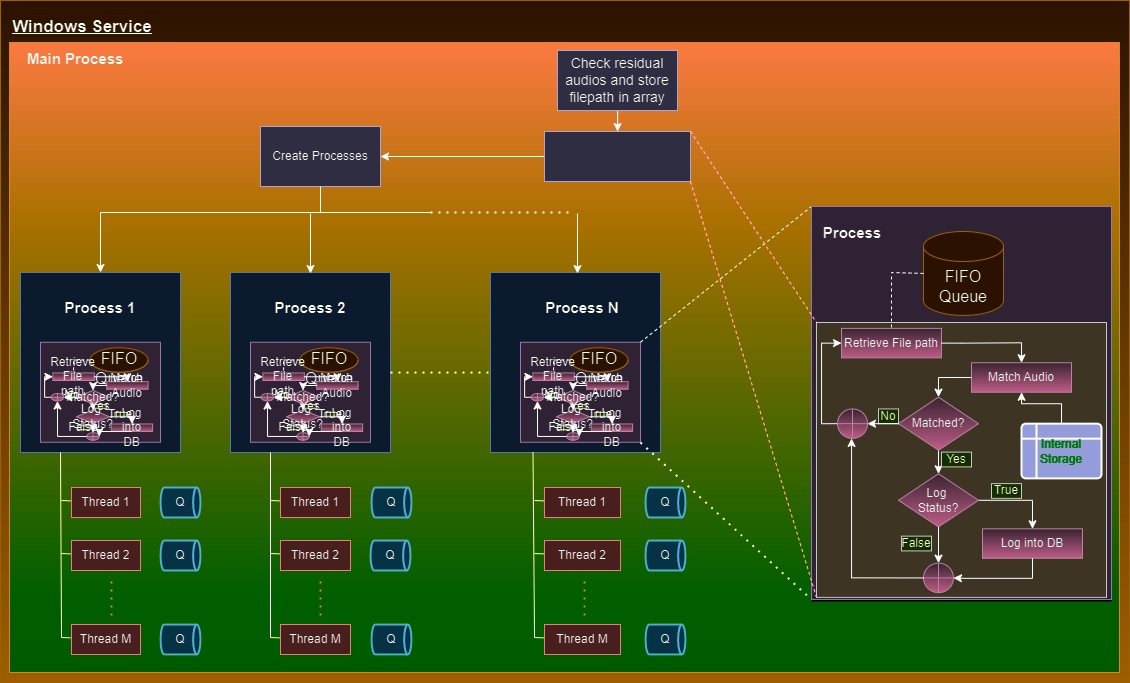 Windows Service
Main Process
Check residual
audios and store
filepath in array
Create Processes
Process 1
FIFO
Retrieve
File
path
Match
Audio
Matched?
Yes
Log
Status?
True
False
Log
into
DB
Process 2
FIFO
Retrieve
File
path
Match
Audio
Matched?
Yes
Log
Status?
True
False
Log
into
DB
Process N
FIFO
Retrieve
File
path
Match
Audio
Matched?
Yes
Log
Status?
True
False
Log
into
DB
Thread 1
Q
Thread 1
Q
Thread 1
Q
Thread 2
Q
Thread 2
Q
Thread 2
Q
Thread M
Q
Thread M
Q
Thread M
Q
Process
FIFO
Queue
Retrieve File path
Match Audio
No
Matched?
Internal
Storage
Yes
Log
Status?
True
False
Log into DB